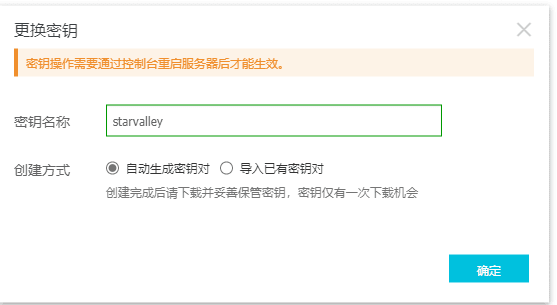 更换密钥
密钥操作需要通过控制台重启服务器后才能生效。
密钥名称
starvalley
创建方式
自动生成密钥对 导入已有密钥对
创建完成后请下载并妥善保管密钥，密钥仅有一次下载机会
确定